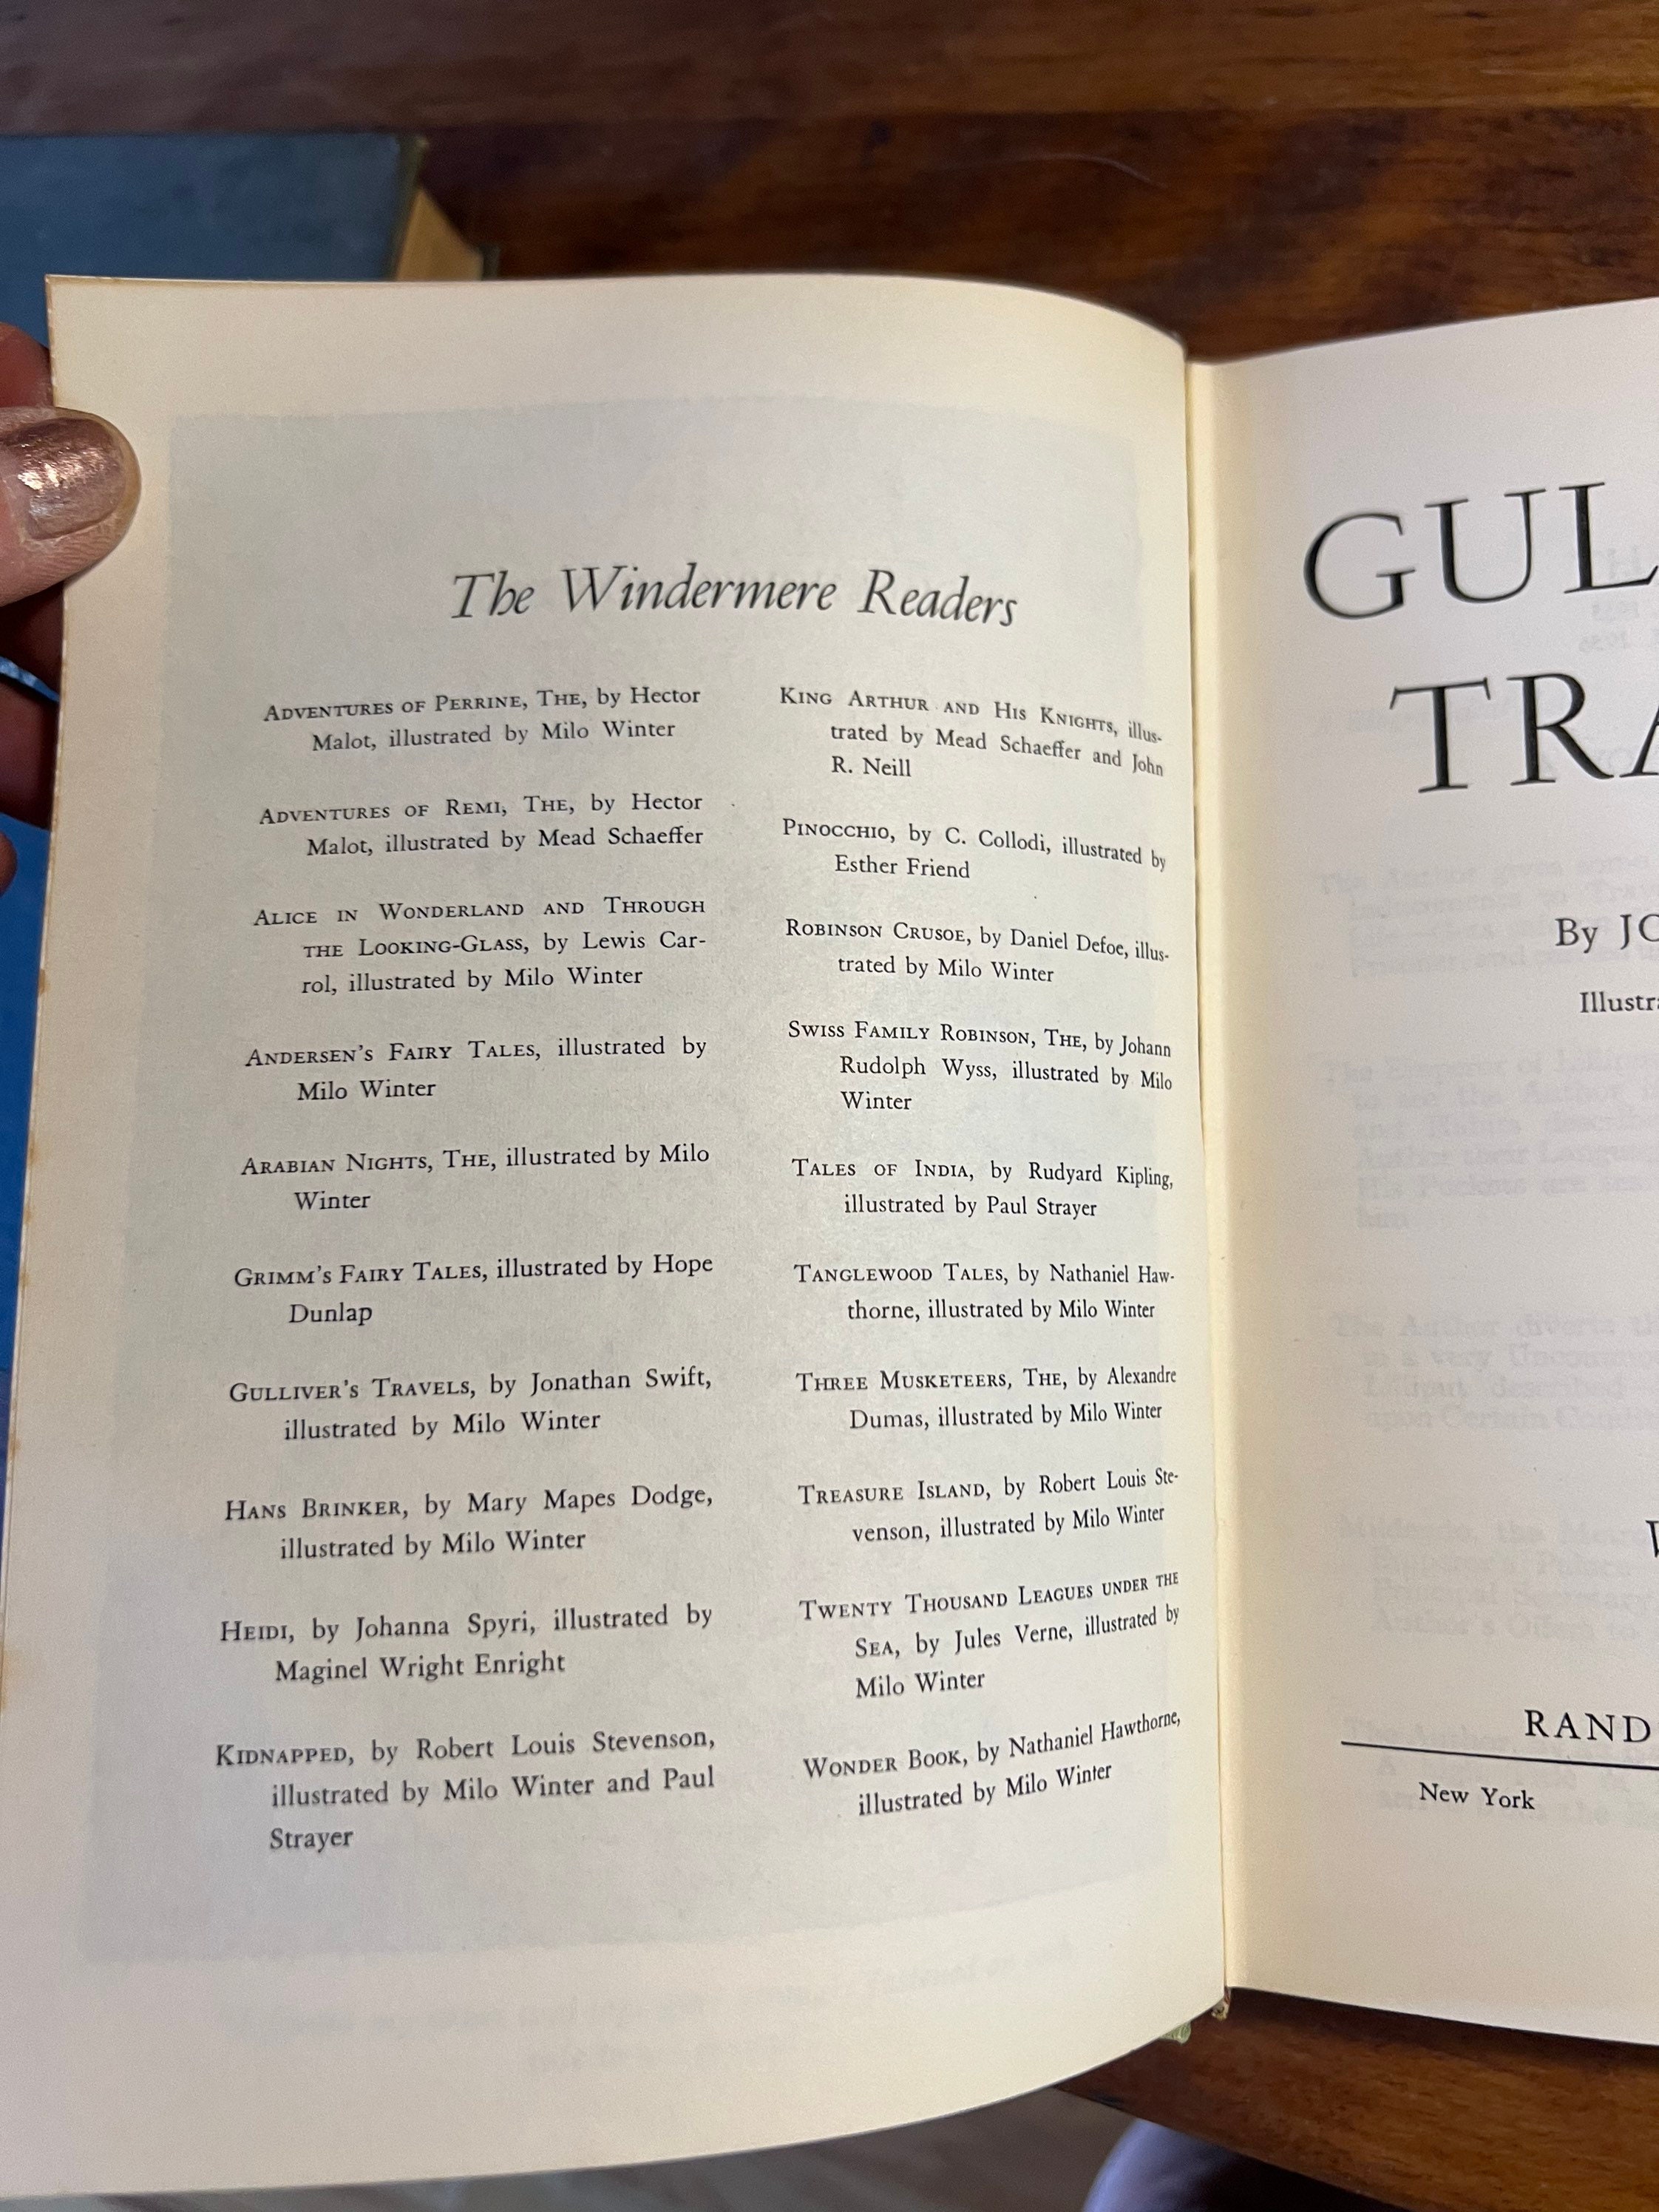 The Windermere Readers
ADVENTURES OF PERRINE, THE, by Hector
Malot, illustrated by Milo Winter
ADVENTURES OF REMI, THE, by Hector
Malot, illustrated by Mead Schaeffer
ALICE IN WONDERLAND AND THROUGH
THE LOOKING-GLASS, by Lewis Car-
rol, illustrated by Milo Winter
ANDERSEN'S FAIRY TALES, illustrated by
Milo Winter
ARABIAN NIGHTS, THE, illustrated by Milo
Winter
GRIMM'S FAIRY TALES, illustrated by Hope
Dunlap
GULLIVER'S TRAVELS, by Jonathan Swift,
illustrated by Milo Winter
HANS BRINKER, by Mary Mapes Dodge,
illustrated by Milo Winter
HEIDI, by Johanna Spyri, illustrated by
Maginel Wright Enright
KIDNAPPED, by Robert Louis Stevenson,
illustrated by Milo Winter and Paul
Strayer
KING ARTHUR AND HIS KNIGHTS, illus-
trated by Mead Schaeffer and John
R. Neill
PINOCCHIO, by C. Collodi, illustrated by
Esther Friend
ROBINSON CRUSOE, by Daniel Defoe, illus-
trated by Milo Winter
SWISS FAMILY ROBINSON, THE, by Johann
Rudolph Wyss, illustrated by Milo
Winter
TALES OF INDIA, by Rudyard Kipling,
illustrated by Paul Strayer
TANGLEWOOD TALES, by Nathaniel Haw-
thorne, illustrated by Milo Winter
THREE MUSKETEERS, THE, by Alexandre
Dumas, illustrated by Milo Winter
TREASURE ISLAND, by Robert Louis Ste-
venson, illustrated by Milo Winter
TWENTY THOUSAND LEAGUES UNDER THE
SEA, by Jules Verne, illustrated by
Milo Winter
WONDER BOOK, by Nathaniel Hawthorne,
illustrated by Milo Winter
GUL
TRA
By JO
Illustra
RAND
New York